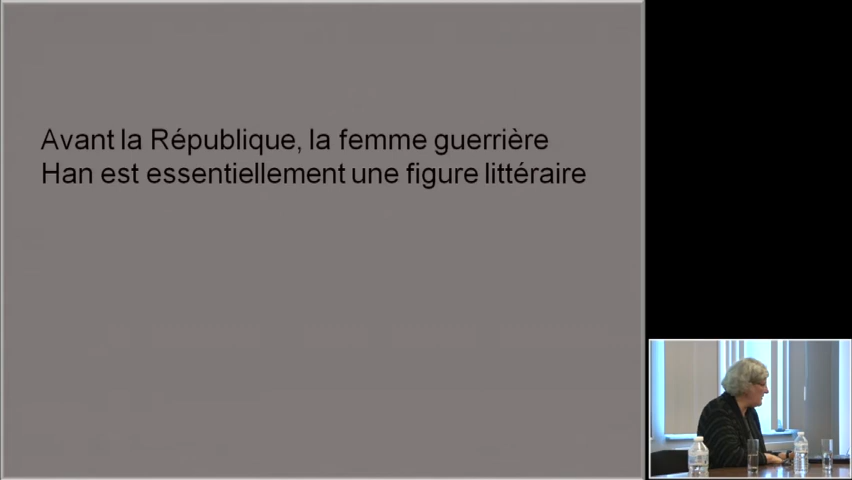 Avant la République, la femme guerrière
Han est essentiellement une figure littéraire